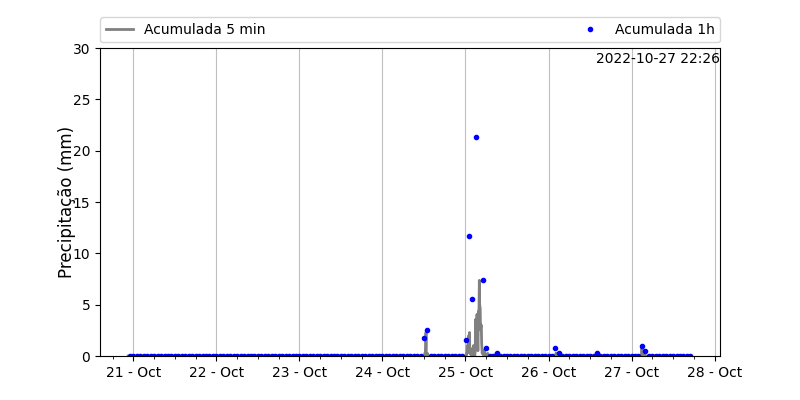 Acumulada 5 min
Acumulada 1h
2022-10-27 22:26
Precipitação (mm)
30
25
20
15
10
5
0
21 - Oct
22 - Oct
23 - Oct
24 - Oct
25 - Oct
26 - Oct
27 - Oct
28 - Oct